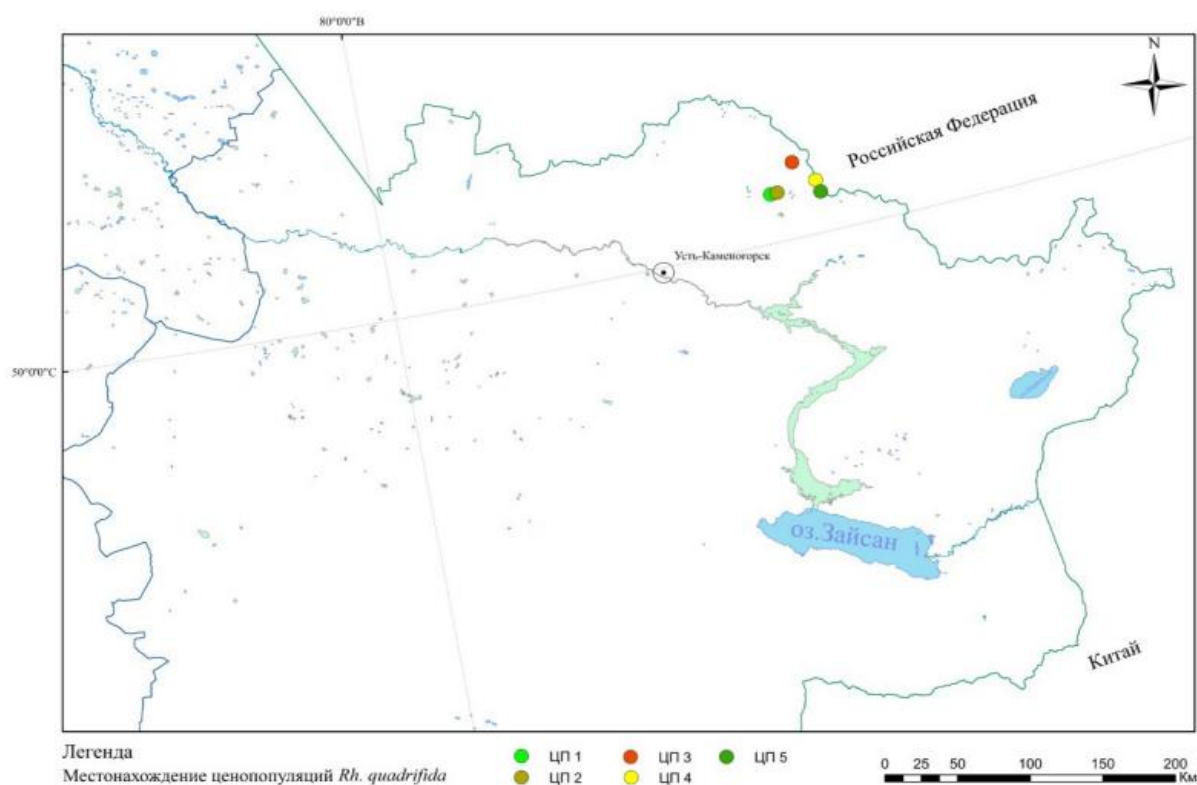 80°0'0"В
N
Российская Федерация
Усть-Каменогорск
50°0'0"С
оз.Зайсан
Китай
Легенда
Местонахождение ценопопуляций Rh. quadrifida
ЦП 1
ЦП 3
ЦП 5
ЦП 2
ЦП 4
0 25 50 100 150 200
Км